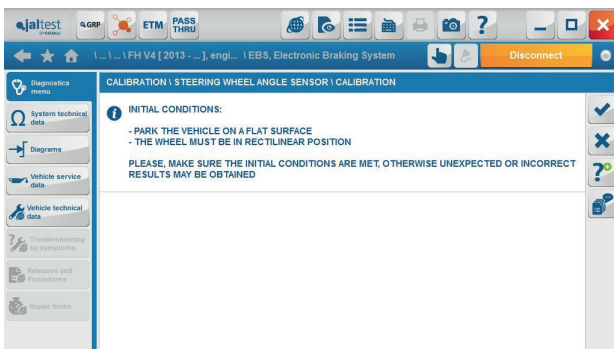 ajaltest
GRP
ETM
PASS
THRU
?
\ ... \ ... \ FH V4 [ 2013 - ... ], engi... \ EBS, Electronic Braking System
Disconnect
Diagnostics
menu
CALIBRATION \ STEERING WHEEL ANGLE SENSOR \ CALIBRATION
System technical
data
Diagrams
Vehicle service
data
Vehicle technical
data
Troubleshooting
by symptoms
Releases and
Procedures
Repair times
INITIAL CONDITIONS:
- PARK THE VEHICLE ON A FLAT SURFACE
- THE WHEEL MUST BE IN RECTILINEAR POSITION
PLEASE, MAKE SURE THE INITIAL CONDITIONS ARE MET, OTHERWISE UNEXPECTED OR INCORRECT
RESULTS MAY BE OBTAINED